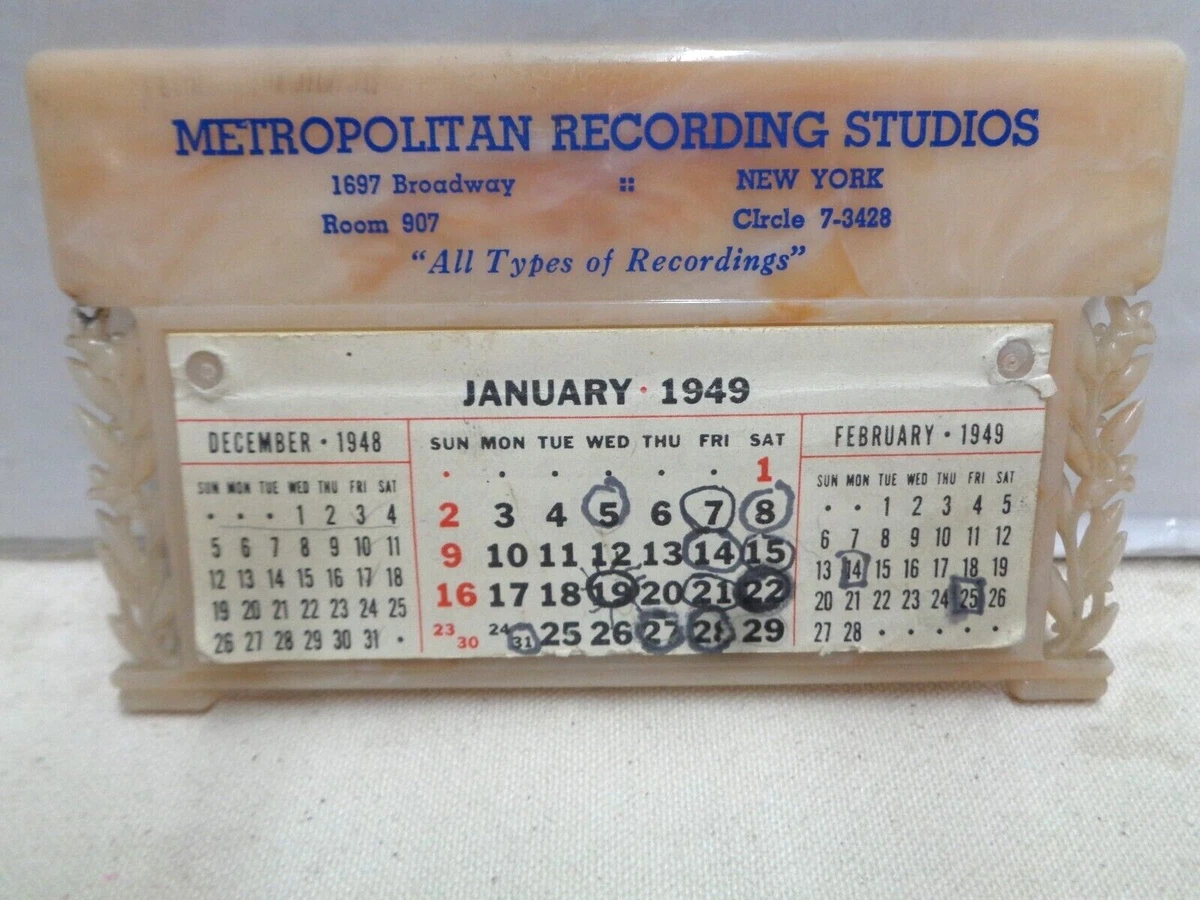 METROPOLITAN RECORDING STUDIOS
1697 Broadway :: NEW YORK
Room 907 CIrcle 7-3428
"All Types of Recordings"
JANUARY · 1949
DECEMBER · 1948
SUN MON TUE WED THU FRI SAT
· · · 1 2 3 4
5 6 7 8 9 10 11
12 13 14 15 16 17 18
19 20 21 22 23 24 25
26 27 28 29 30 31 ·
SUN MON TUE WED THU FRI SAT
· · · · · · 1
2 3 4 5 6 7 8
9 10 11 12 13 14 15
16 17 18 19 20 21 22
23 30 24 31 25 26 27 28 29
FEBRUARY · 1949
SUN MON TUE WED THU FRI SAT
· · 1 2 3 4 5
6 7 8 9 10 11 12
13 14 15 16 17 18 19
20 21 22 23 24 25 26
27 28 · · · · ·